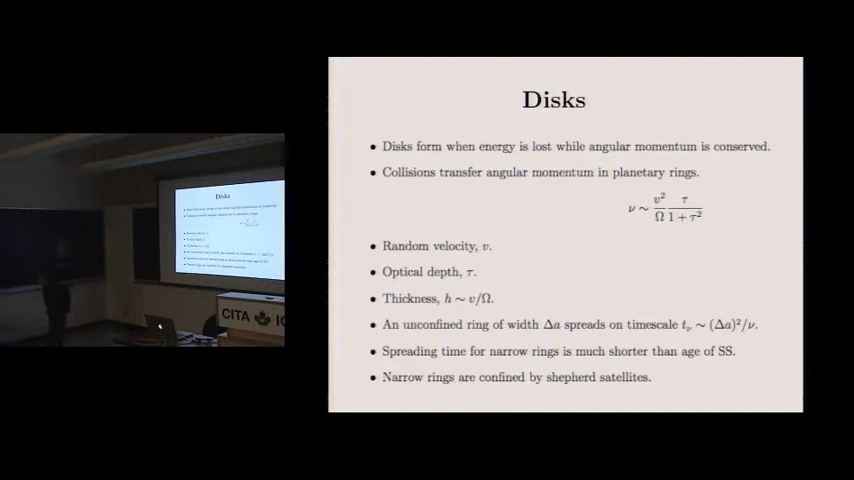 Disks
• Disks form when energy is lost while angular momentum is conserved.
• Collisions transfer angular momentum in planetary rings.
ν ~ v²/Ω τ/(1 + τ²)
• Random velocity, v.
• Optical depth, τ.
• Thickness, h ~ v/Ω.
• An unconfined ring of width Δa spreads on timescale tᵥ ~ (Δa)²/ν.
• Spreading time for narrow rings is much shorter than age of SS.
• Narrow rings are confined by shepherd satellites.
Disks
CITA